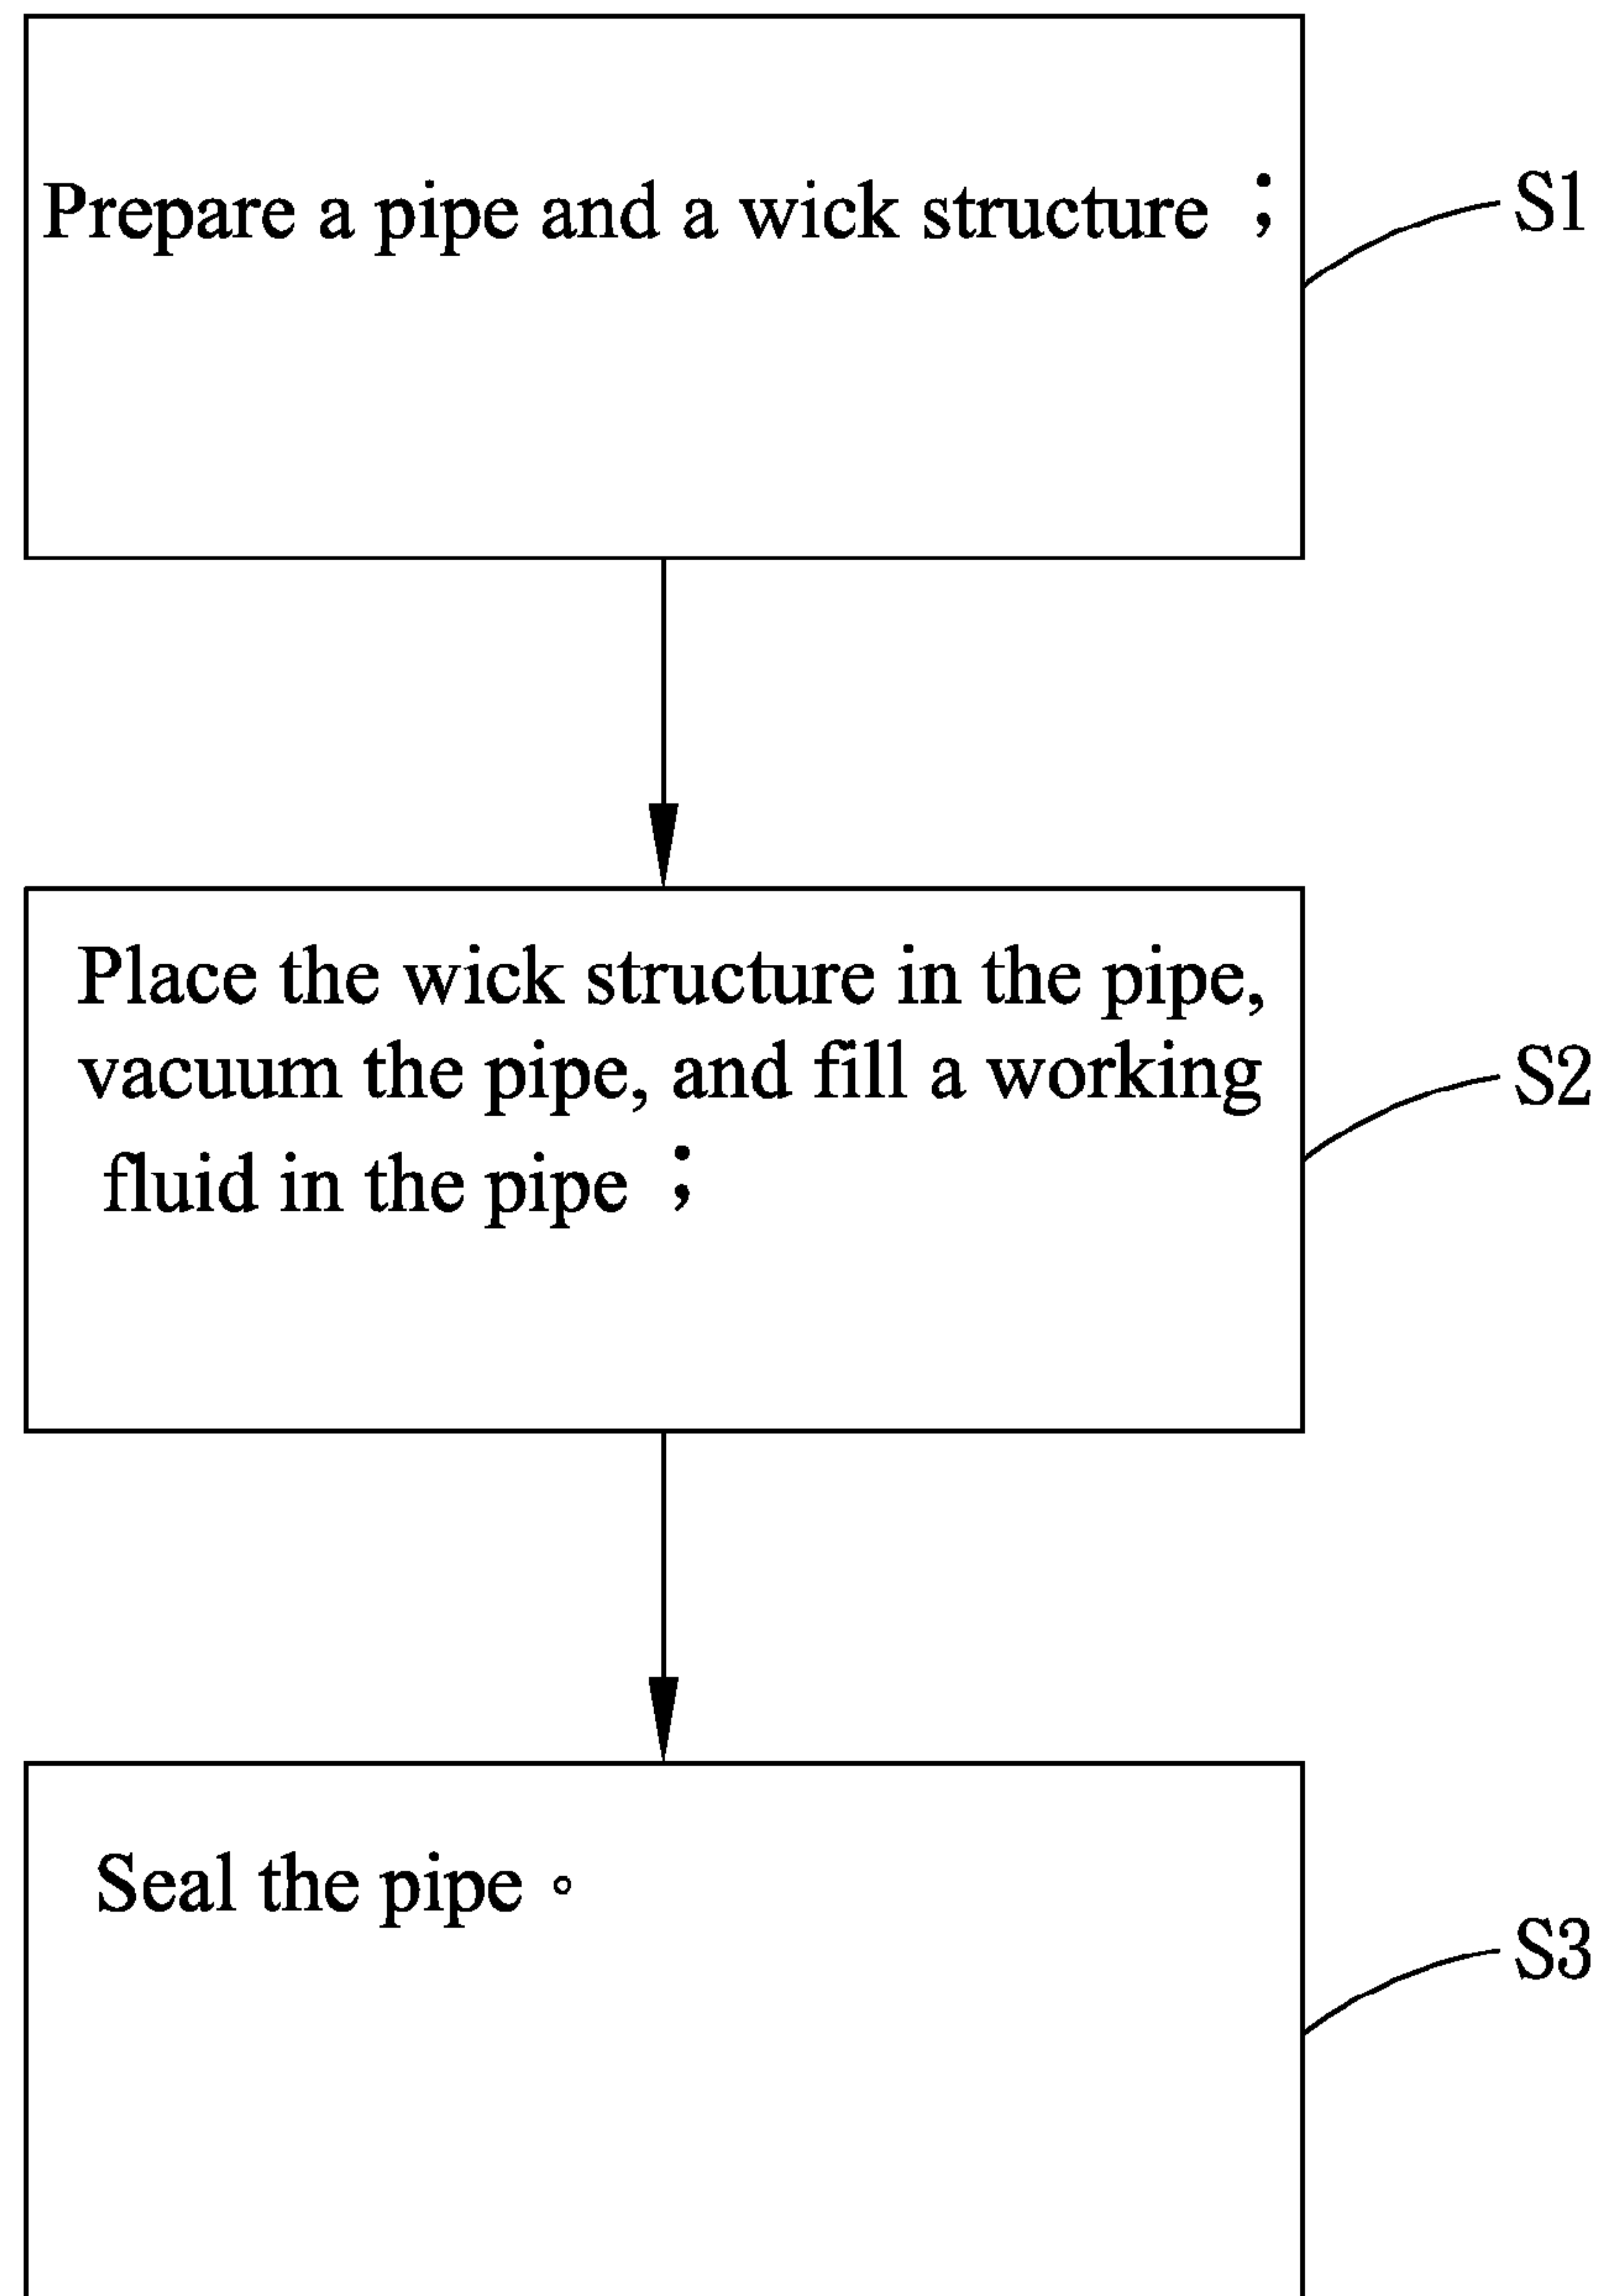 Prepare a pipe and a wick structure ；
S1
Place the wick structure in the pipe,
vacuum the pipe, and fill a working
fluid in the pipe ；
S2
Seal the pipe 。
S3